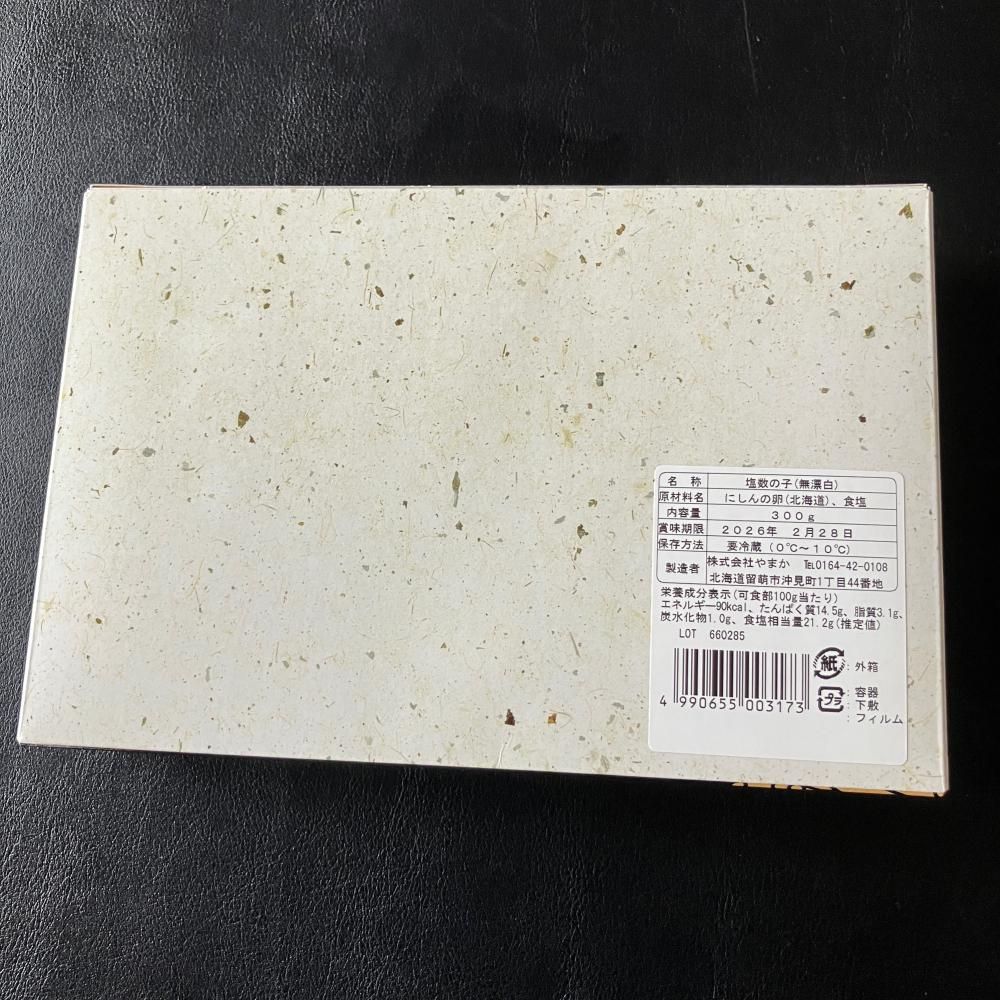 名称 塩数の子(無漂白)
原材料名 にしんの卵(北海道)、食塩
内容量 300g
賞味期限 2026年 2月28日
保存方法 要冷蔵(0℃~10℃)
製造者 株式会社やまか ℡0164-42-0108
北海道留萌市沖見町1丁目44番地
栄養成分表示(可食部100g当たり)
エネルギー90kcal、たんぱく質14.5g、脂質3.1g、
炭水化物1.0g、食塩相当量21.2g(推定値)
LOT 660285
4 990655 003173
紙 : 外箱
プラ : 容器
: 下敷
: フィルム